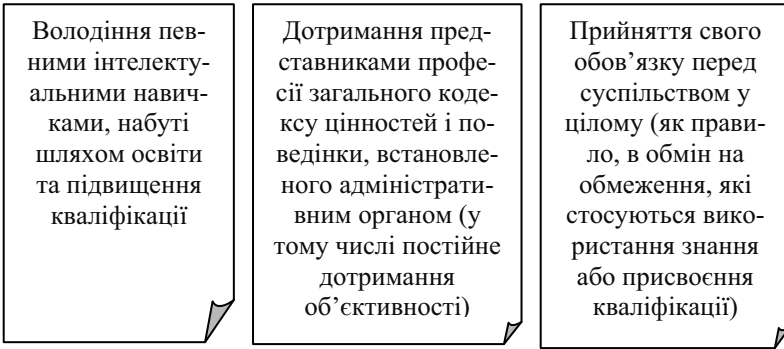 Володіння пев-
ними інтелекту-
альними навич-
ками, набуті
шляхом освіти
та підвищення
кваліфікації
Дотримання пред-
ставниками профе-
сії загального коде-
ксу цінностей і по-
ведінки, встановле-
ного адміністрати-
вним органом (у
тому числі постійне
дотримання
об’єктивності)
Прийняття свого
обов’язку перед
суспільством у
цілому (як прави-
ло, в обмін на
обмеження, які
стосуються вико-
ристання знання
або присвоєння
кваліфікації)